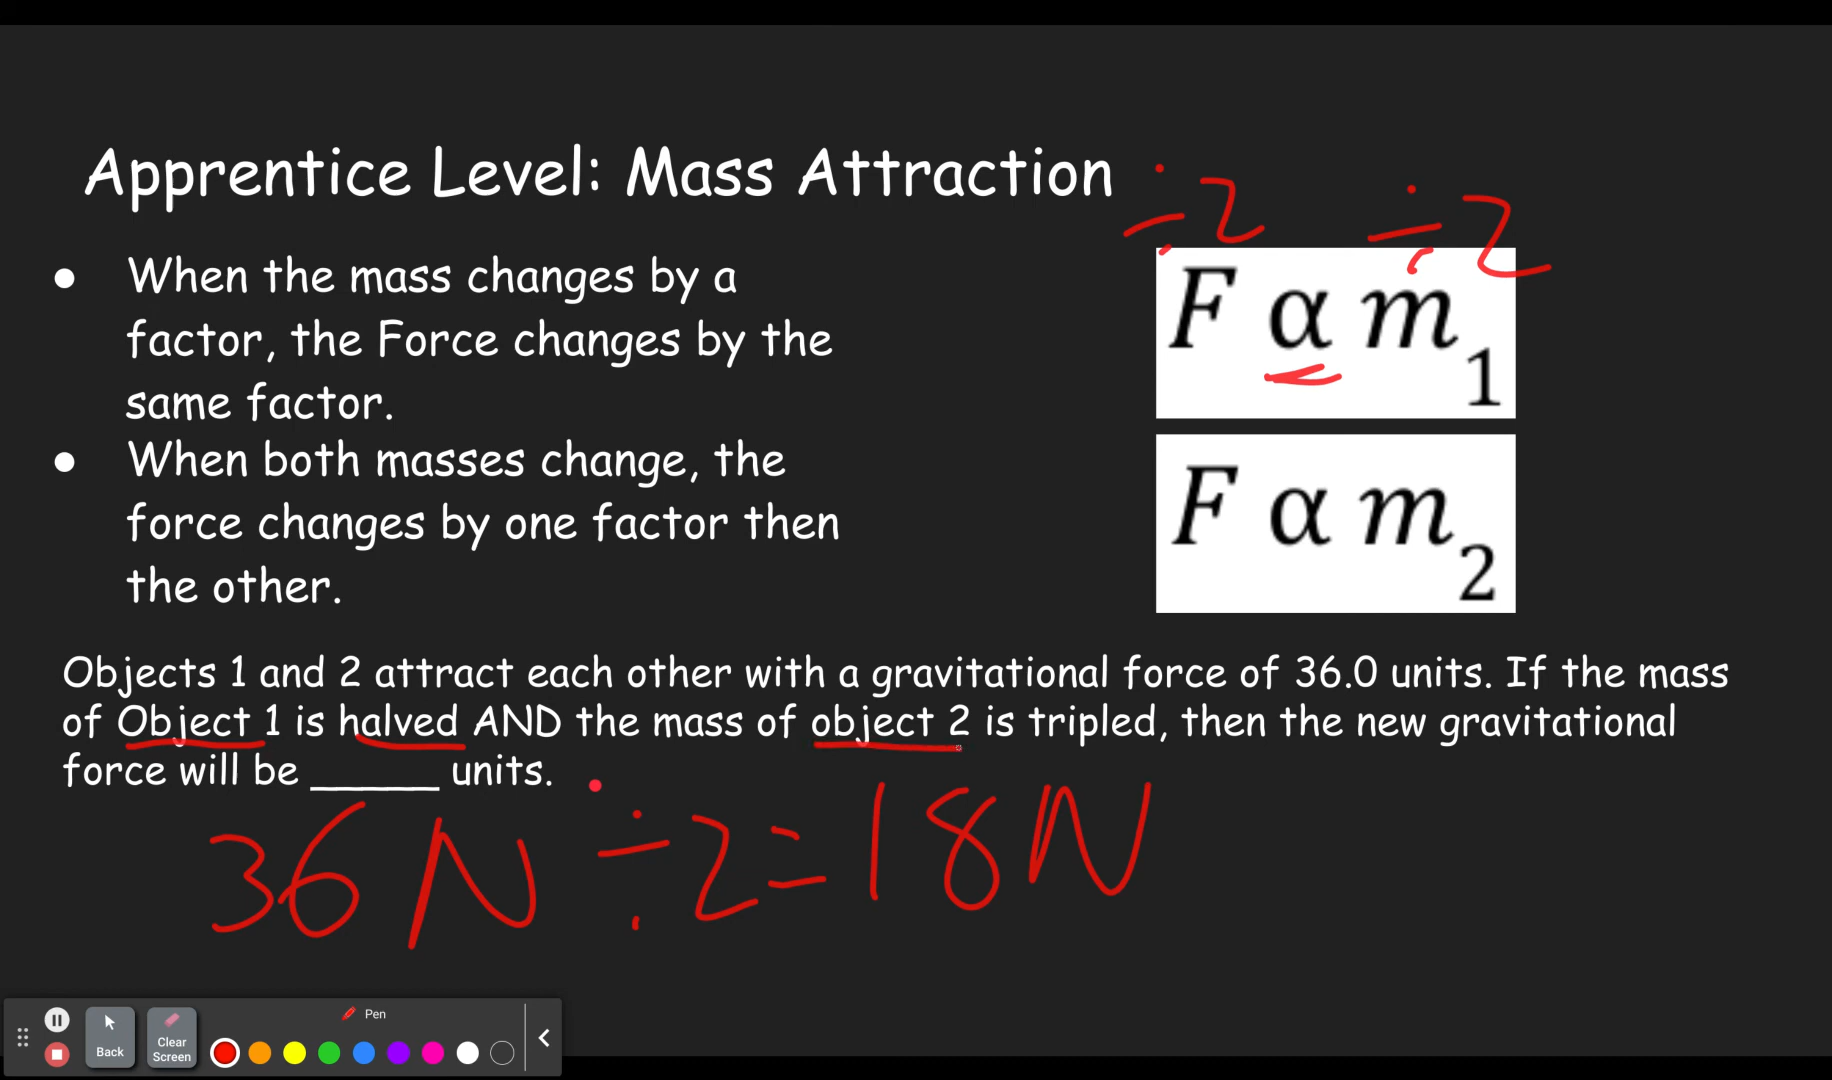 Apprentice Level: Mass Attraction
÷2 ÷2
● When the mass changes by a
factor, the Force changes by the
same factor.
● When both masses change, the
force changes by one factor then
the other.
F α m₁
F α m₂
Objects 1 and 2 attract each other with a gravitational force of 36.0 units. If the mass
of Object 1 is halved AND the mass of object 2 is tripled, then the new gravitational
force will be ______ units.
36 N ÷ 2 = 18 N
Pen
Back
Clear
Screen